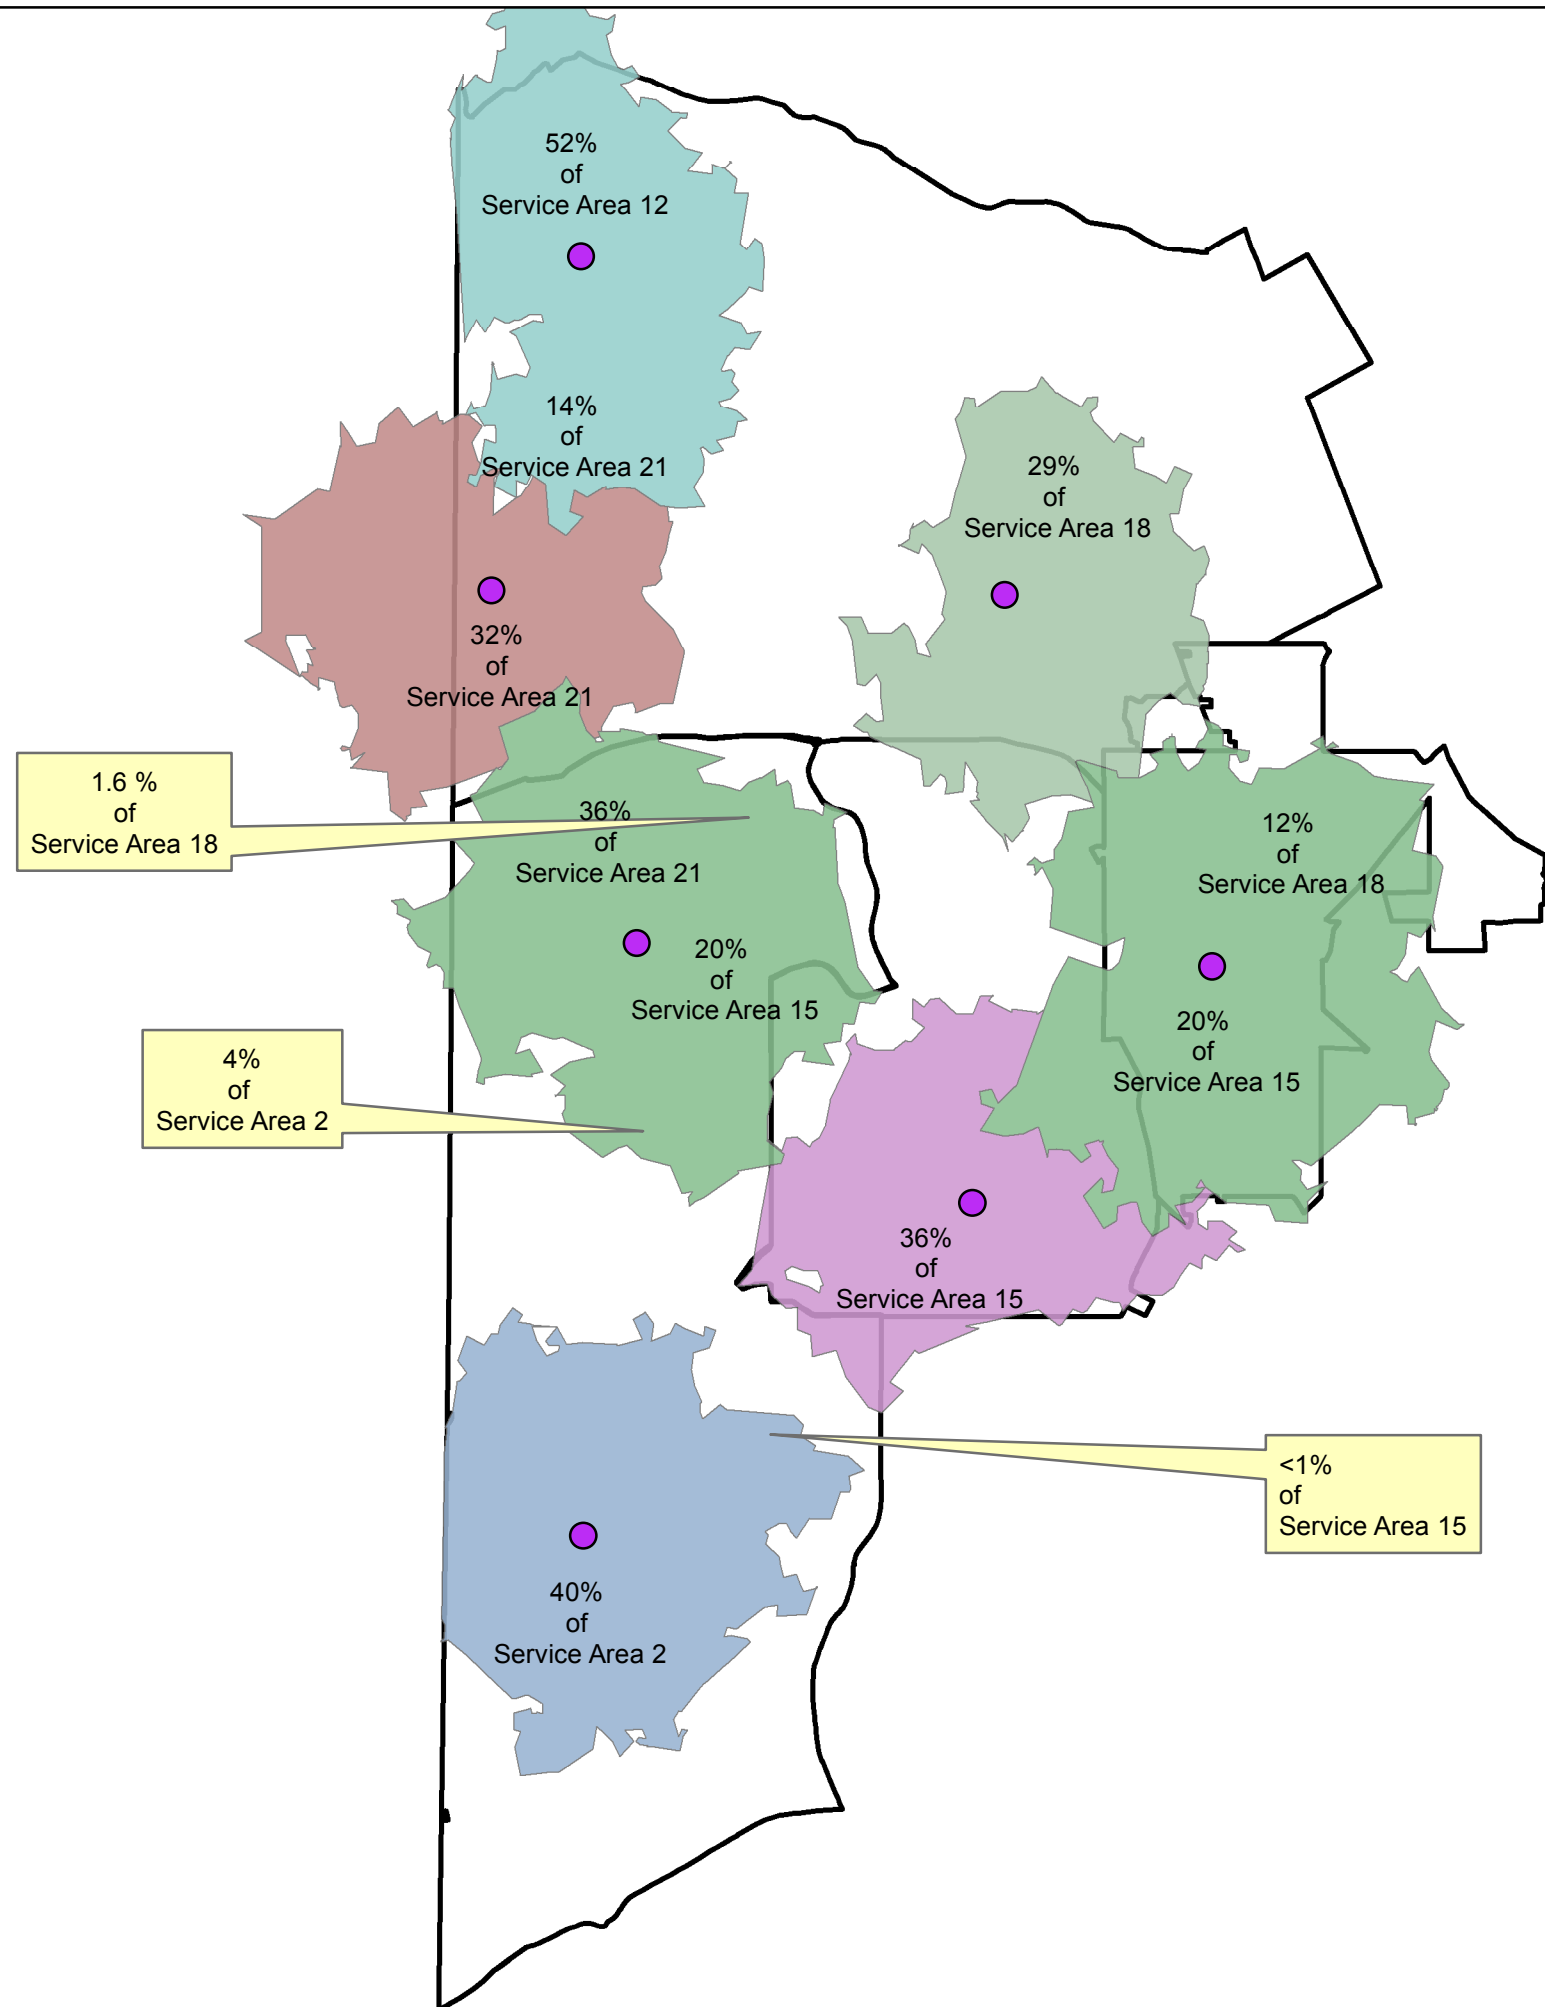 52%
of
Service Area 12
14%
of
Service Area 21
29%
of
Service Area 18
32%
of
Service Area 21
1.6 %
of
Service Area 18
36%
of
Service Area 21
12%
of
Service Area 18
20%
of
Service Area 15
20%
of
Service Area 15
4%
of
Service Area 2
36%
of
Service Area 15
<1%
of
Service Area 15
40%
of
Service Area 2